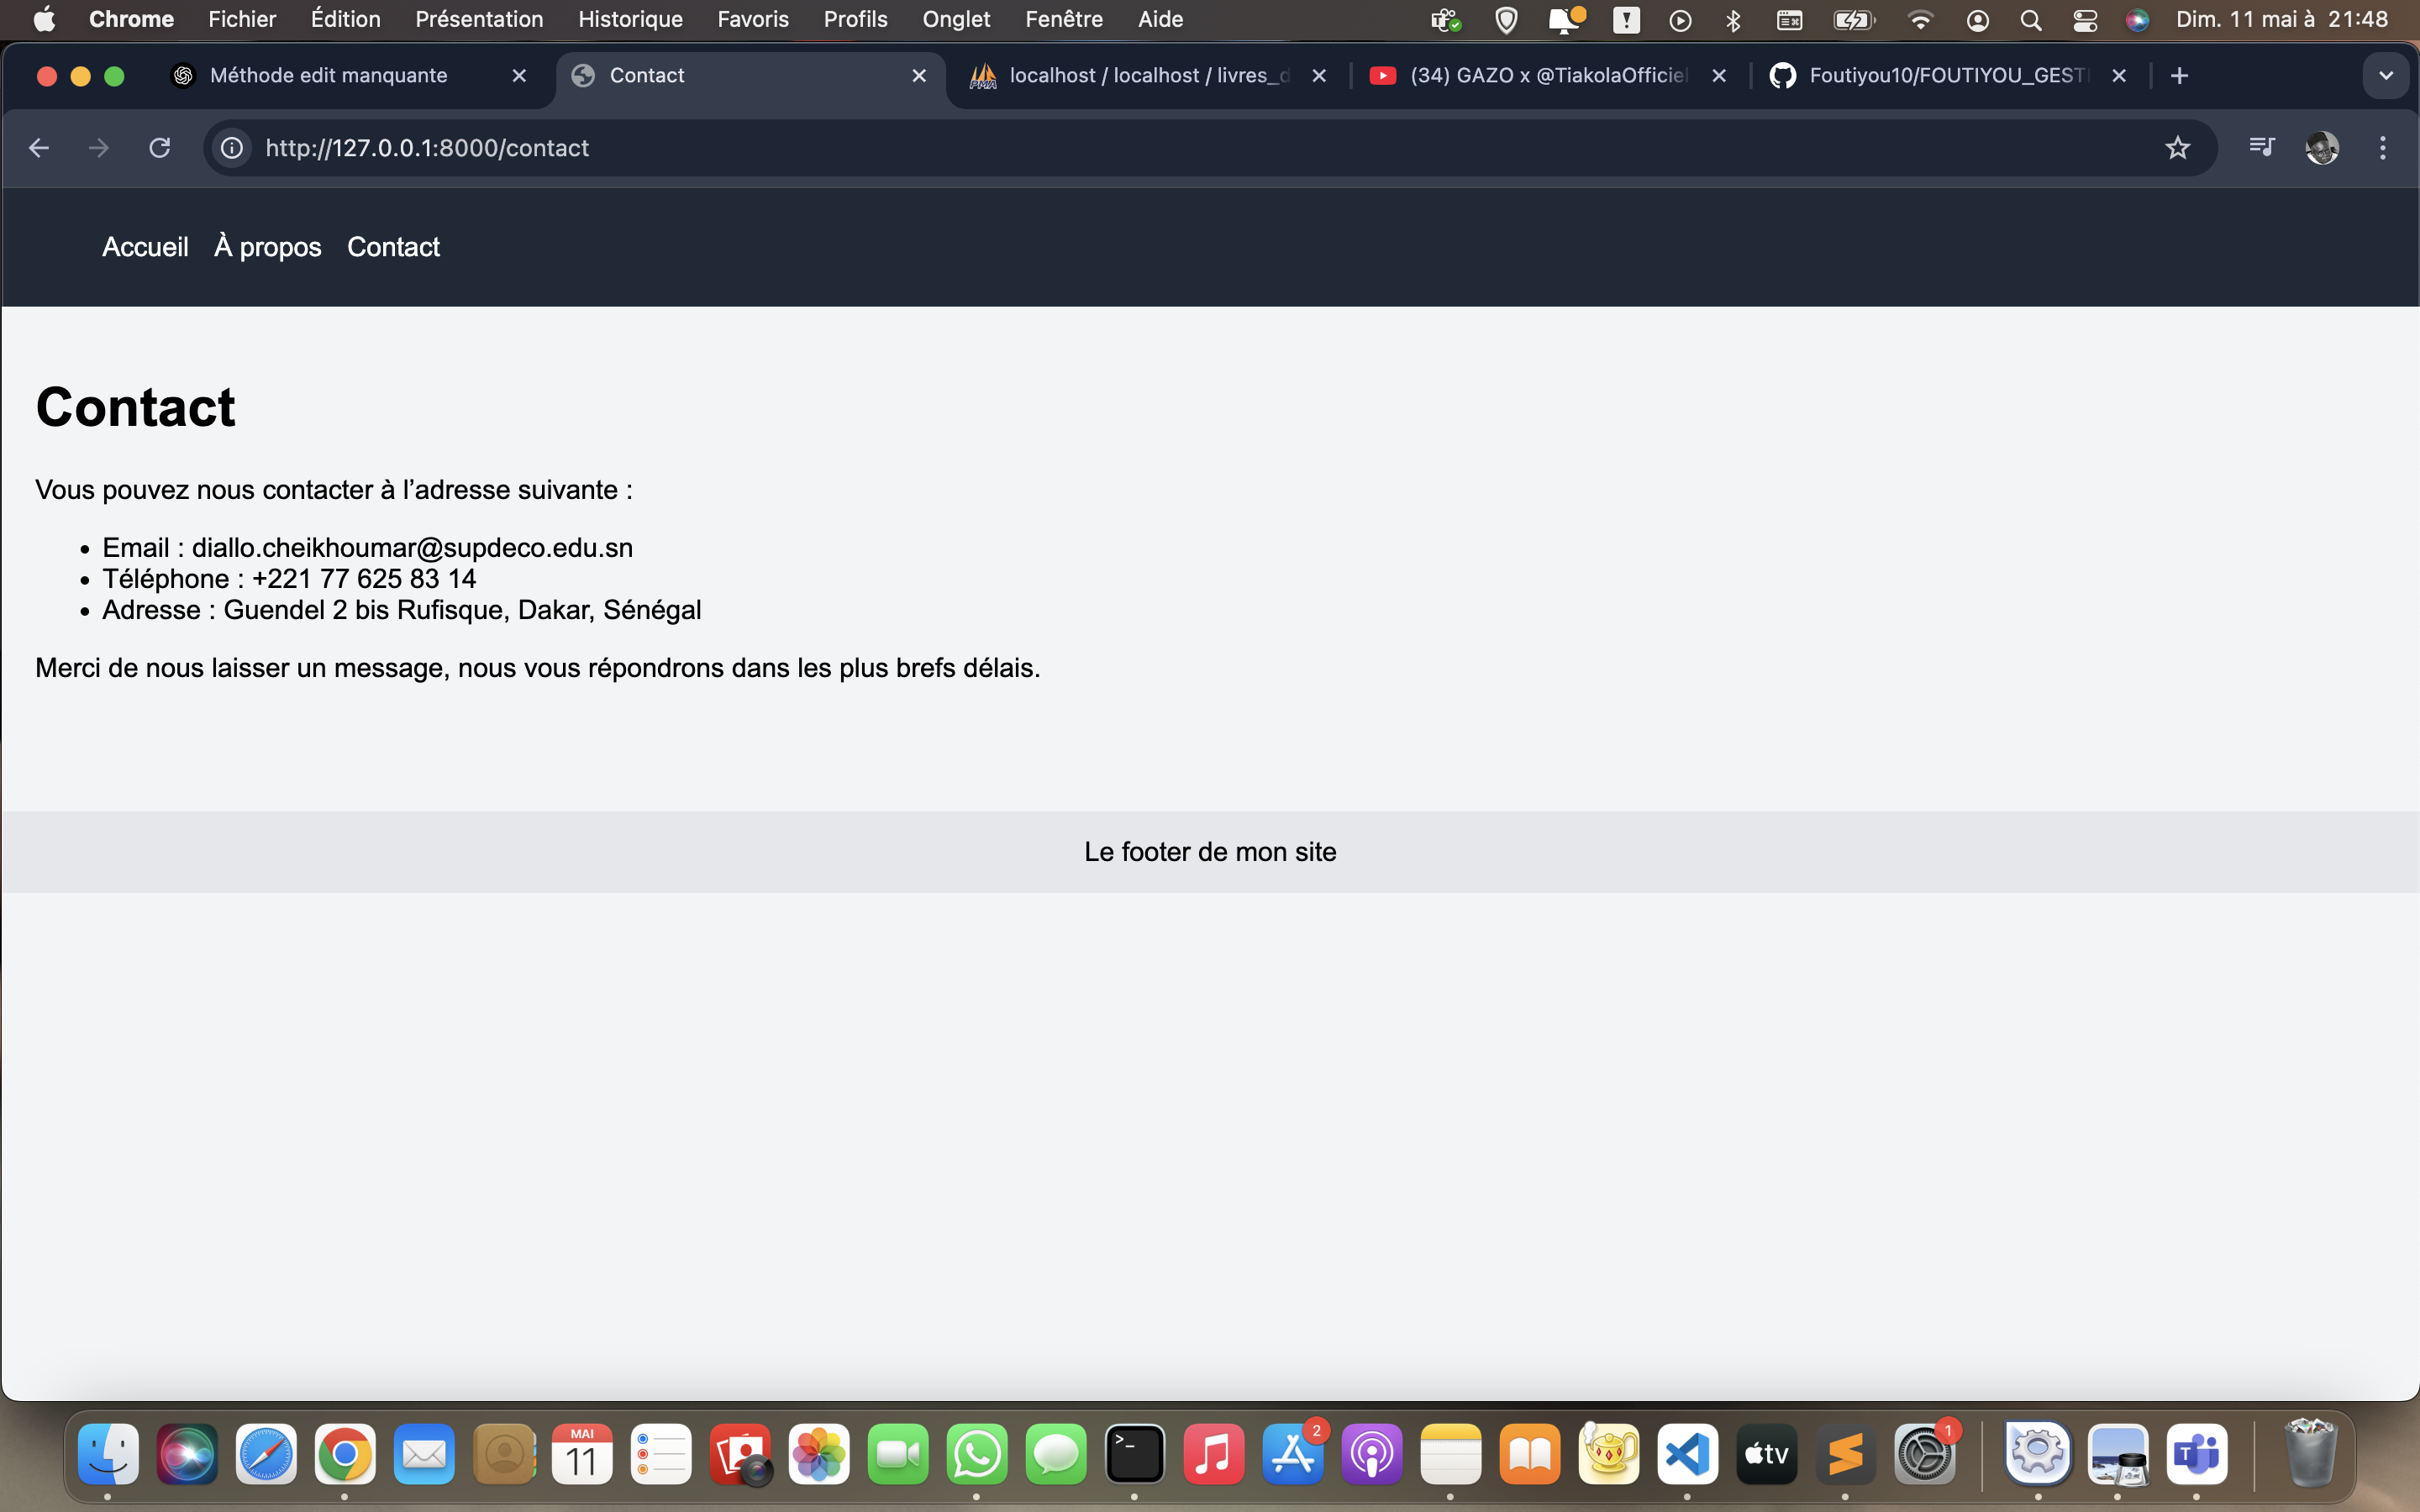 Chrome Fichier Édition Présentation Historique Favoris Profils Onglet Fenêtre Aide Dim. 11 mai à 21:48
Méthode edit manquante Contact localhost / localhost / livres_d (34) GAZO x @TiakolaOfficiel Foutiyou10/FOUTIYOU_GESTI
http://127.0.0.1:8000/contact
Accueil À propos Contact
Contact
Vous pouvez nous contacter à l’adresse suivante :
• Email : diallo.cheikhoumar@supdeco.edu.sn
• Téléphone : +221 77 625 83 14
• Adresse : Guendel 2 bis Rufisque, Dakar, Sénégal
Merci de nous laisser un message, nous vous répondrons dans les plus brefs délais.
Le footer de mon site
MAI
11
2
tv
1